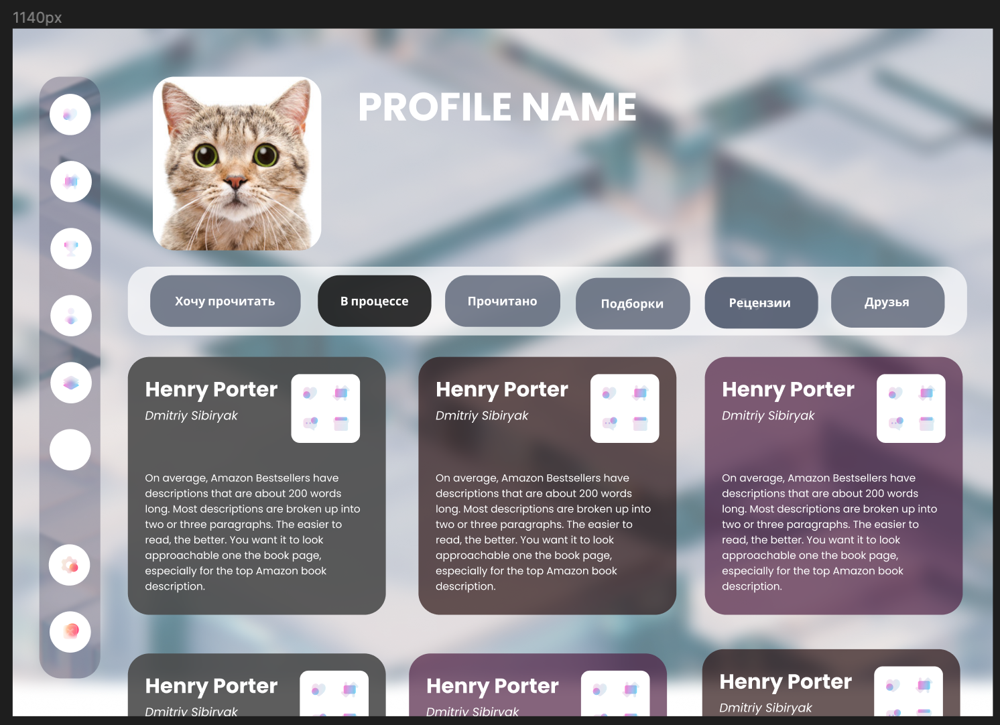 1140px
PROFILE NAME
Хочу прочитать
В процессе
Прочитано
Подборки
Рецензии
Друзья
Henry Porter
Dmitriy Sibiryak
On average, Amazon Bestsellers have
descriptions that are about 200 words
long. Most descriptions are broken up into
two or three paragraphs. The easier to
read, the better. You want it to look
approachable one the book page,
especially for the top Amazon book
description.
Henry Porter
Dmitriy Sibiryak
On average, Amazon Bestsellers have
descriptions that are about 200 words
long. Most descriptions are broken up into
two or three paragraphs. The easier to
read, the better. You want it to look
approachable one the book page,
especially for the top Amazon book
description.
Henry Porter
Dmitriy Sibiryak
On average, Amazon Bestsellers have
descriptions that are about 200 words
long. Most descriptions are broken up into
two or three paragraphs. The easier to
read, the better. You want it to look
approachable one the book page,
especially for the top Amazon book
description.
Henry Porter
Dmitriy Sibiryak
Henry Porter
Dmitriy Sibiryak
Henry Porter
Dmitriy Sibiryak